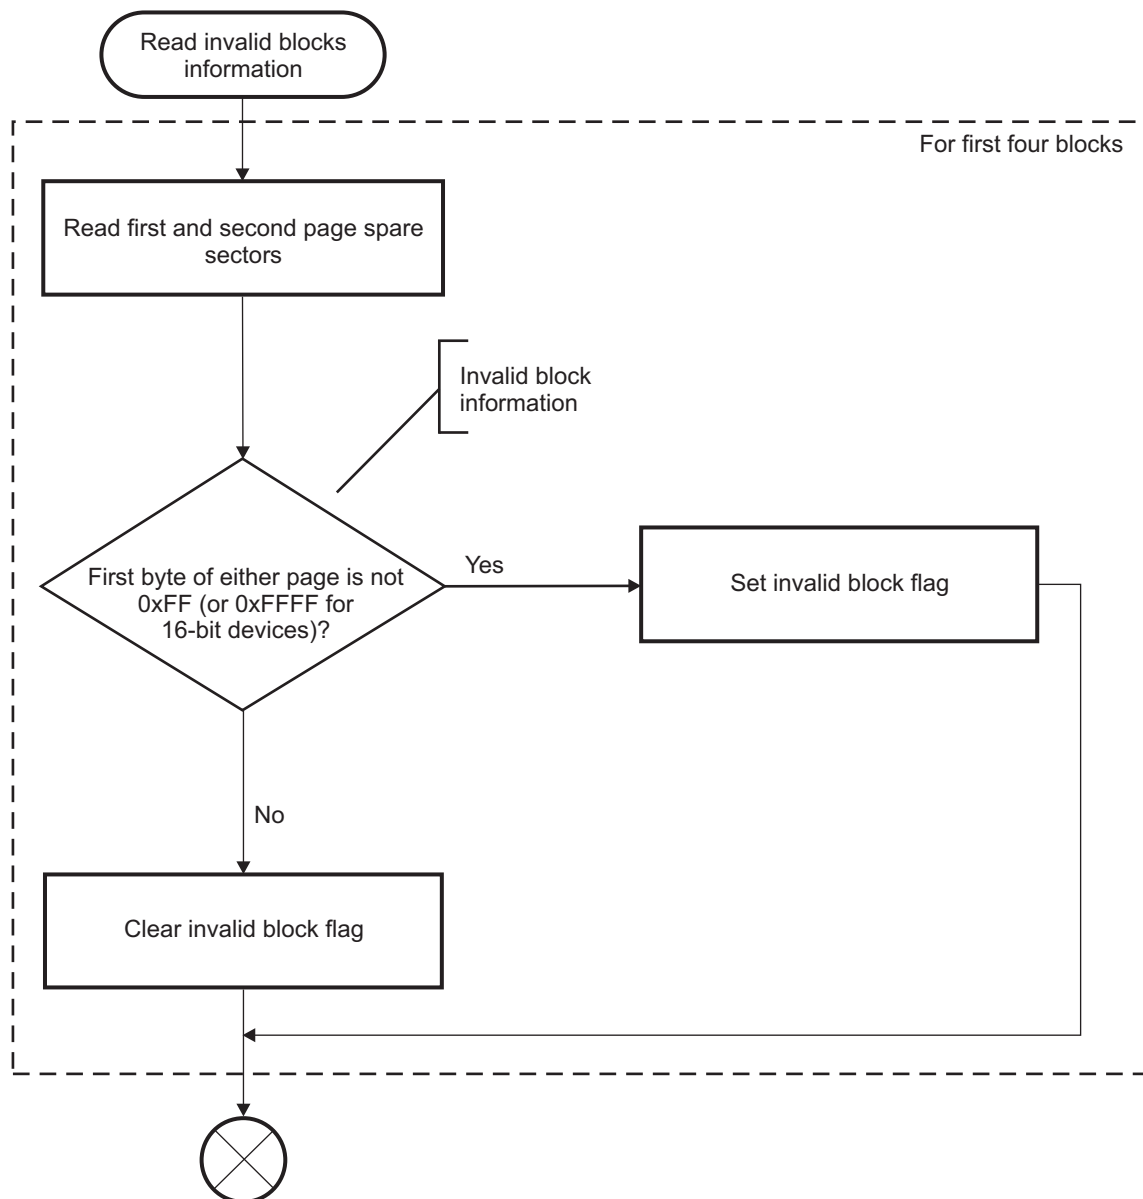 Read invalid blocks
information
For first four blocks
Read first and second page spare
sectors
Invalid block
information
First byte of either page is not
0xFF (or 0xFFFF for
16-bit devices)?
Yes
Set invalid block flag
No
Clear invalid block flag